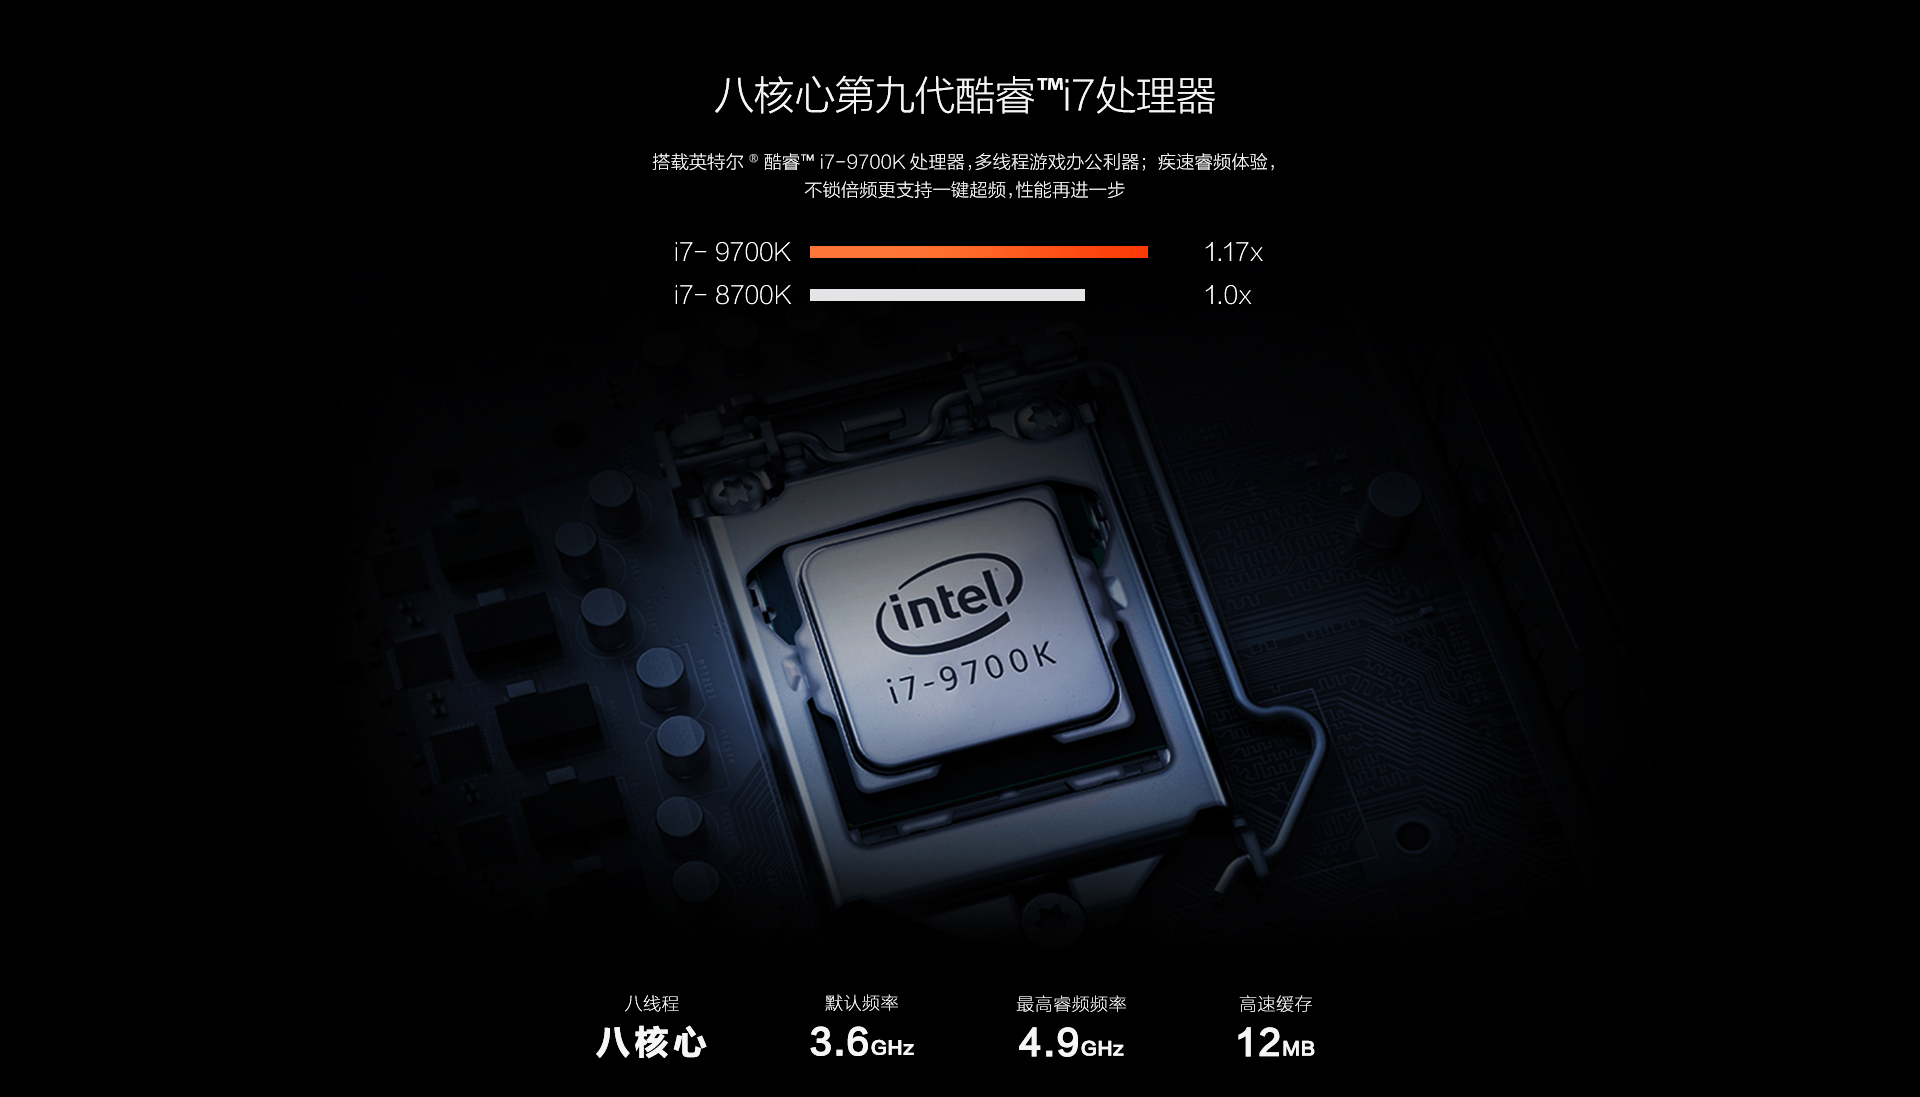 八核心第九代酷睿™i7处理器
搭载英特尔®酷睿™ i7-9700K 处理器,多线程游戏办公利器；疾速睿频体验,
不锁倍频更支持一键超频,性能再进一步
i7- 9700K 1.17x
i7- 8700K 1.0x
intel
i7-9700K
八线程 默认频率 最高睿频频率 高速缓存
八核心 3.6GHz 4.9GHz 12MB